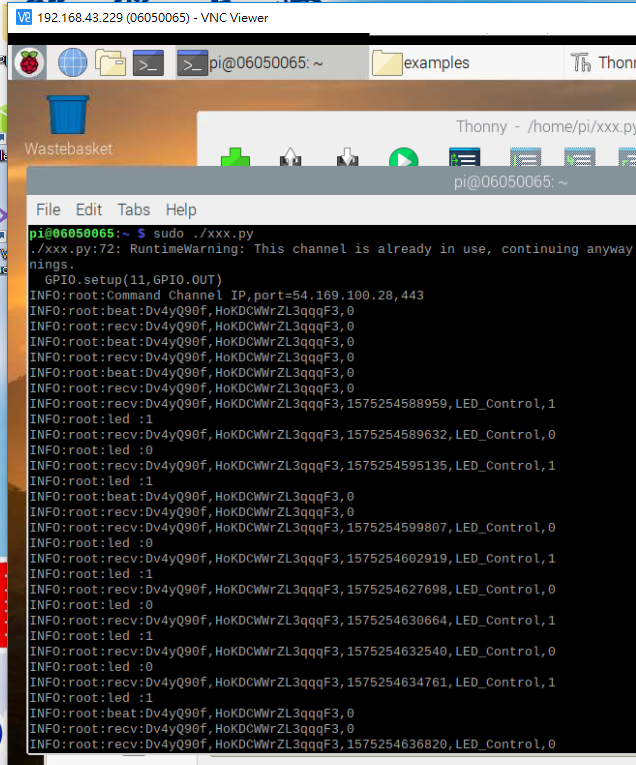 192.168.43.229 (06050065) - VNC Viewer
pi@06050065: ~
examples
Thonn
Wastebasket
Thonny - /home/pi/xxx.py
pi@06050065: ~
File Edit Tabs Help
pi@06050065:~ $ sudo ./xxx.py
./xxx.py:72: RuntimeWarning: This channel is already in use, continuing anyway
nings.
GPIO.setup(11,GPIO.OUT)
INFO:root:Command Channel IP,port=54.169.100.28,443
INFO:root:beat:Dv4yQ90f,HoKDCWWrZL3qqqF3,0
INFO:root:recv:Dv4yQ90f,HoKDCWWrZL3qqqF3,0
INFO:root:beat:Dv4yQ90f,HoKDCWWrZL3qqqF3,0
INFO:root:recv:Dv4yQ90f,HoKDCWWrZL3qqqF3,0
INFO:root:beat:Dv4yQ90f,HoKDCWWrZL3qqqF3,0
INFO:root:recv:Dv4yQ90f,HoKDCWWrZL3qqqF3,0
INFO:root:recv:Dv4yQ90f,HoKDCWWrZL3qqqF3,1575254588959,LED_Control,1
INFO:root:led :1
INFO:root:recv:Dv4yQ90f,HoKDCWWrZL3qqqF3,1575254589632,LED_Control,0
INFO:root:led :0
INFO:root:recv:Dv4yQ90f,HoKDCWWrZL3qqqF3,1575254595135,LED_Control,1
INFO:root:led :1
INFO:root:beat:Dv4yQ90f,HoKDCWWrZL3qqqF3,0
INFO:root:recv:Dv4yQ90f,HoKDCWWrZL3qqqF3,0
INFO:root:recv:Dv4yQ90f,HoKDCWWrZL3qqqF3,1575254599807,LED_Control,0
INFO:root:led :0
INFO:root:recv:Dv4yQ90f,HoKDCWWrZL3qqqF3,1575254602919,LED_Control,1
INFO:root:led :1
INFO:root:recv:Dv4yQ90f,HoKDCWWrZL3qqqF3,1575254627698,LED_Control,0
INFO:root:led :0
INFO:root:recv:Dv4yQ90f,HoKDCWWrZL3qqqF3,1575254630664,LED_Control,1
INFO:root:led :1
INFO:root:recv:Dv4yQ90f,HoKDCWWrZL3qqqF3,1575254632540,LED_Control,0
INFO:root:led :0
INFO:root:recv:Dv4yQ90f,HoKDCWWrZL3qqqF3,1575254634761,LED_Control,1
INFO:root:led :1
INFO:root:beat:Dv4yQ90f,HoKDCWWrZL3qqqF3,0
INFO:root:recv:Dv4yQ90f,HoKDCWWrZL3qqqF3,0
INFO:root:recv:Dv4yQ90f,HoKDCWWrZL3qqqF3,1575254636820,LED_Control,0